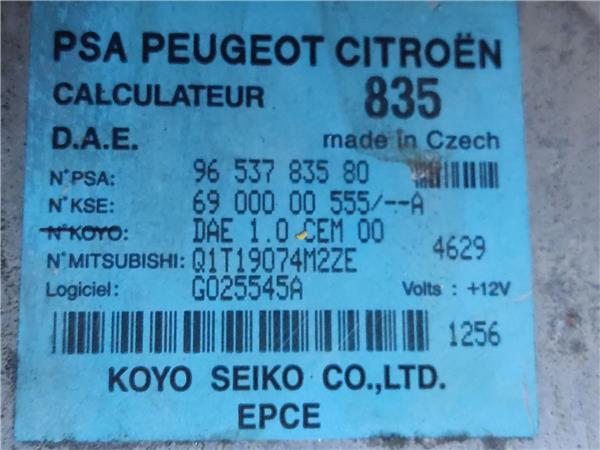 PSA PEUGEOT CITROËN
CALCULATEUR 835
D.A.E. made in Czech
N°PSA: 96 537 835 80
N°KSE: 69 000 00 555/--A
N°KOYO: DAE 1.0 CEM 00
N°MITSUBISHI: Q1T19074M2ZE 4629
Logiciel: G025545A Volts : +12V
1256
KOYO SEIKO CO.,LTD.
EPCE